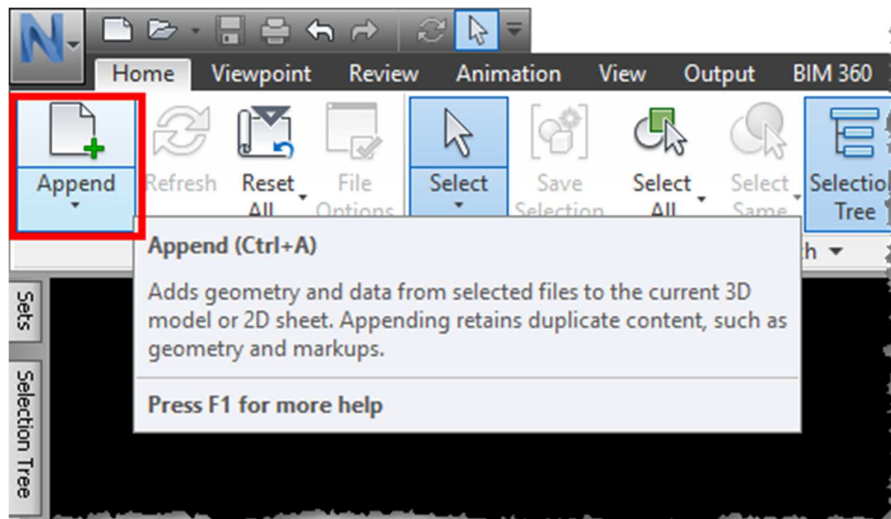 N
Home Viewpoint Review Animation View Output BIM 360
Append Refresh Reset All File Options Select Save Selection Select All Select Same Selection Tree
Append (Ctrl+A)
Adds geometry and data from selected files to the current 3D
model or 2D sheet. Appending retains duplicate content, such as
geometry and markups.
Press F1 for more help
Sets
Selection Tree